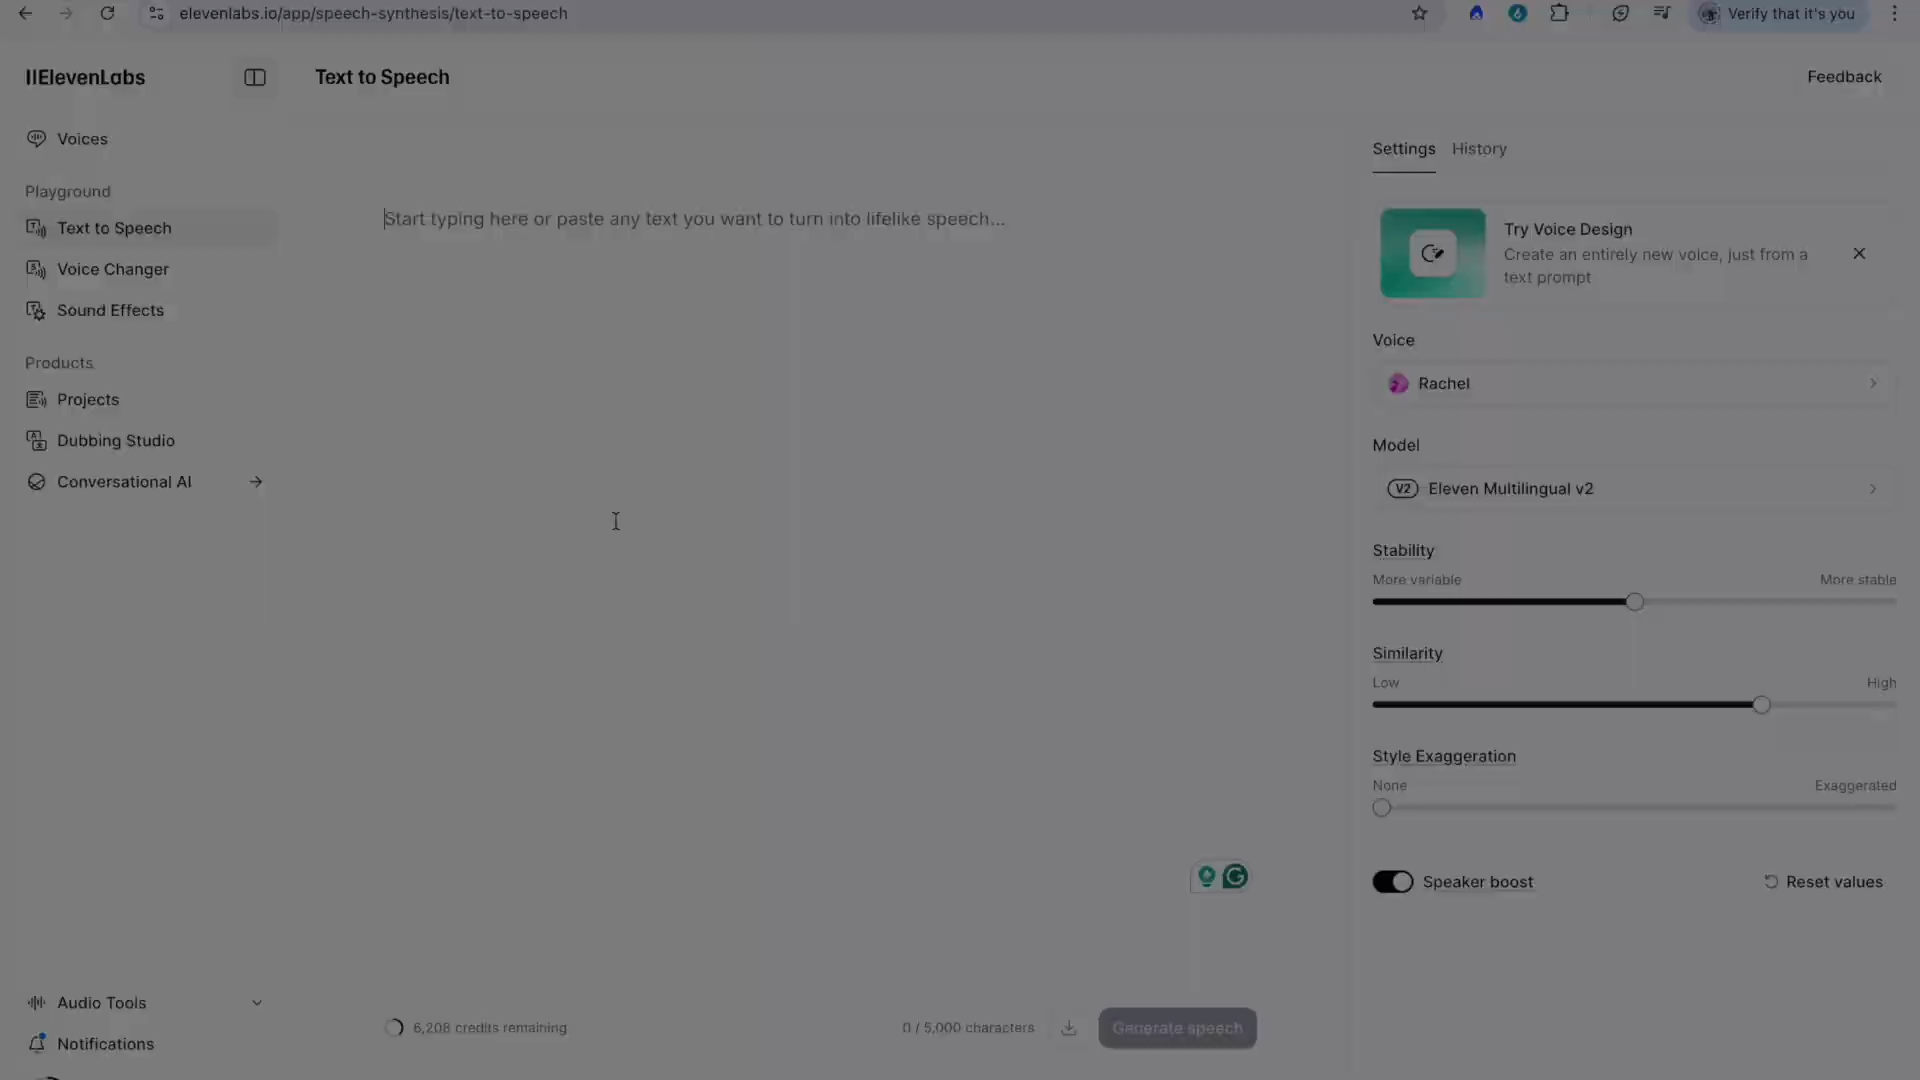 elevenlabs.io/app/speech-synthesis/text-to-speech
Verify that it's you
IIElevenLabs
Text to Speech
Feedback
Voices
Playground
Text to Speech
Voice Changer
Sound Effects
Products
Projects
Dubbing Studio
Conversational AI
Audio Tools
Notifications
Start typing here or paste any text you want to turn into lifelike speech...
6,208 credits remaining
0 / 5,000 characters
Generate speech
Settings
History
Try Voice Design
Create an entirely new voice, just from a
text prompt
Voice
Rachel
Model
V2 Eleven Multilingual v2
Stability
More variable
More stable
Similarity
Low
High
Style Exaggeration
None
Exaggerated
Speaker boost
Reset values